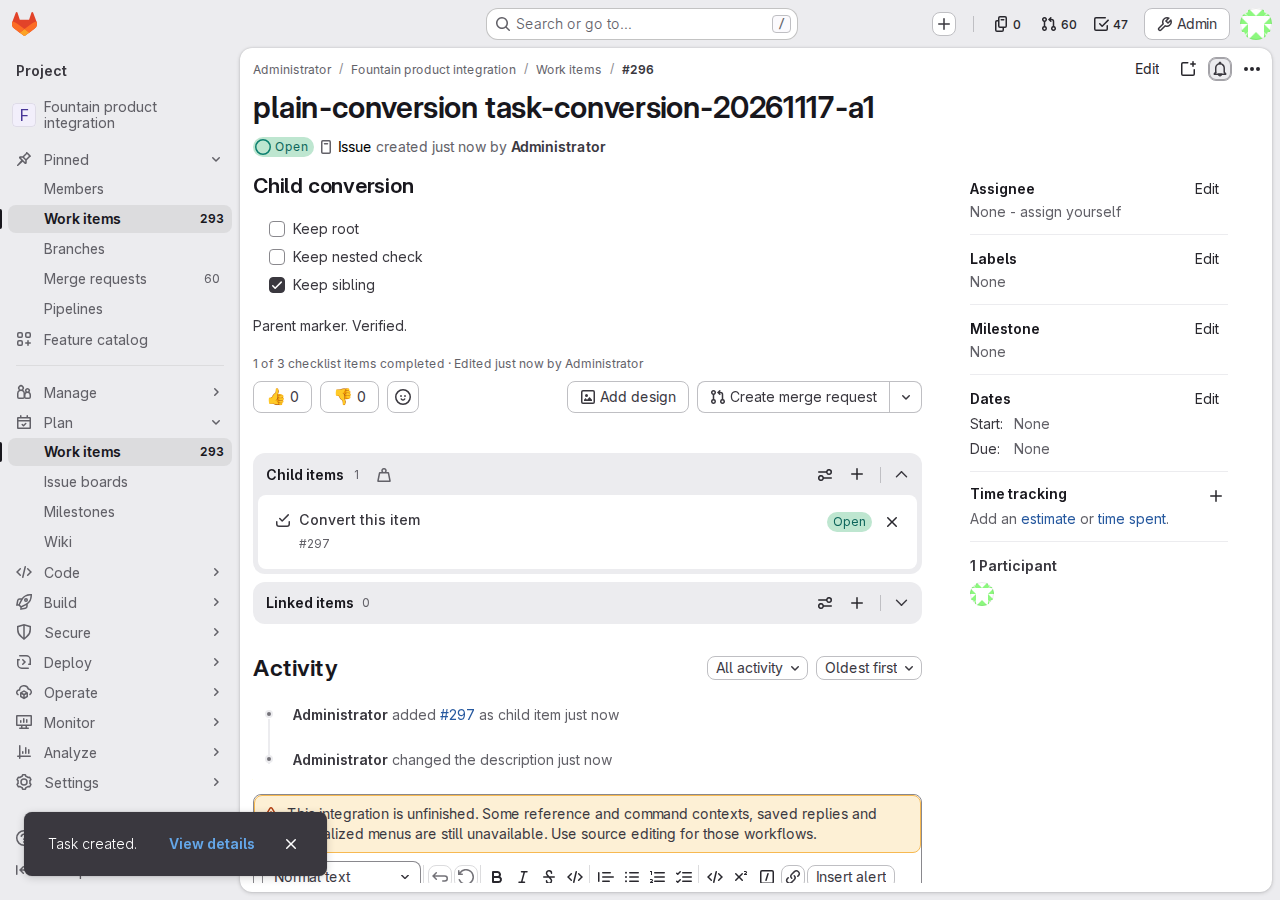 Search or go to...
/
0
60
47
Admin
Project
F
Fountain product
integration
Pinned
Members
Work items 293
Branches
Merge requests 60
Pipelines
Feature catalog
Manage
Plan
Work items 293
Issue boards
Milestones
Wiki
Code
Build
Secure
Deploy
Operate
Monitor
Analyze
Settings
Administrator / Fountain product integration / Work items / #296
Edit
plain-conversion task-conversion-20261117-a1
Open Issue created just now by Administrator
Child conversion
Keep root
Keep nested check
Keep sibling
Parent marker. Verified.
1 of 3 checklist items completed · Edited just now by Administrator
👍 0 👎 0 Add design Create merge request
Child items 1
Convert this item
Open
#297
Linked items 0
Activity
All activity Oldest first
Administrator added #297 as child item just now
Administrator changed the description just now
This integration is unfinished. Some reference and command contexts, saved replies and
menus are still unavailable. Use source editing for those workflows.
Normal text
Insert alert
Assignee Edit
None - assign yourself
Labels Edit
None
Milestone Edit
None
Dates Edit
Start: None
Due: None
Time tracking
Add an estimate or time spent.
1 Participant
Task created. View details